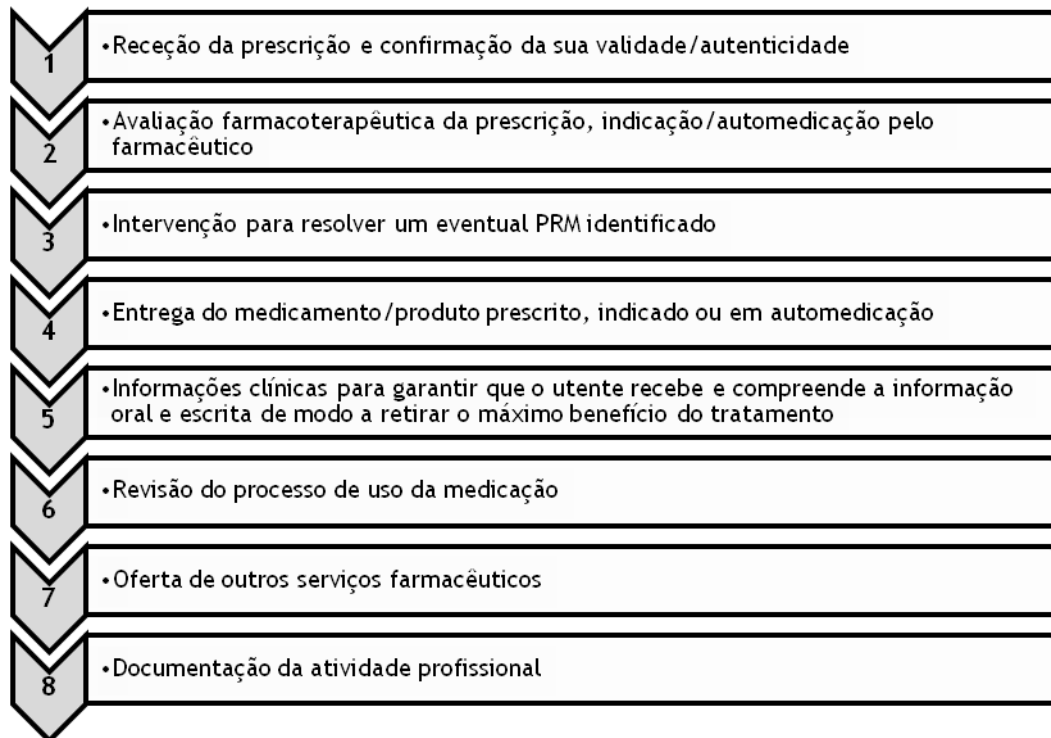 1
•Receção da prescrição e confirmação da sua validade/autenticidade
2
•Avaliação farmacoterapêutica da prescrição, indicação/automedicação pelo
farmacêutico
3
•Intervenção para resolver um eventual PRM identificado
4
•Entrega do medicamento/produto prescrito, indicado ou em automedicação
5
•Informações clínicas para garantir que o utente recebe e compreende a informação
oral e escrita de modo a retirar o máximo benefício do tratamento
6
•Revisão do processo de uso da medicação
7
•Oferta de outros serviços farmacêuticos
8
•Documentação da atividade profissional